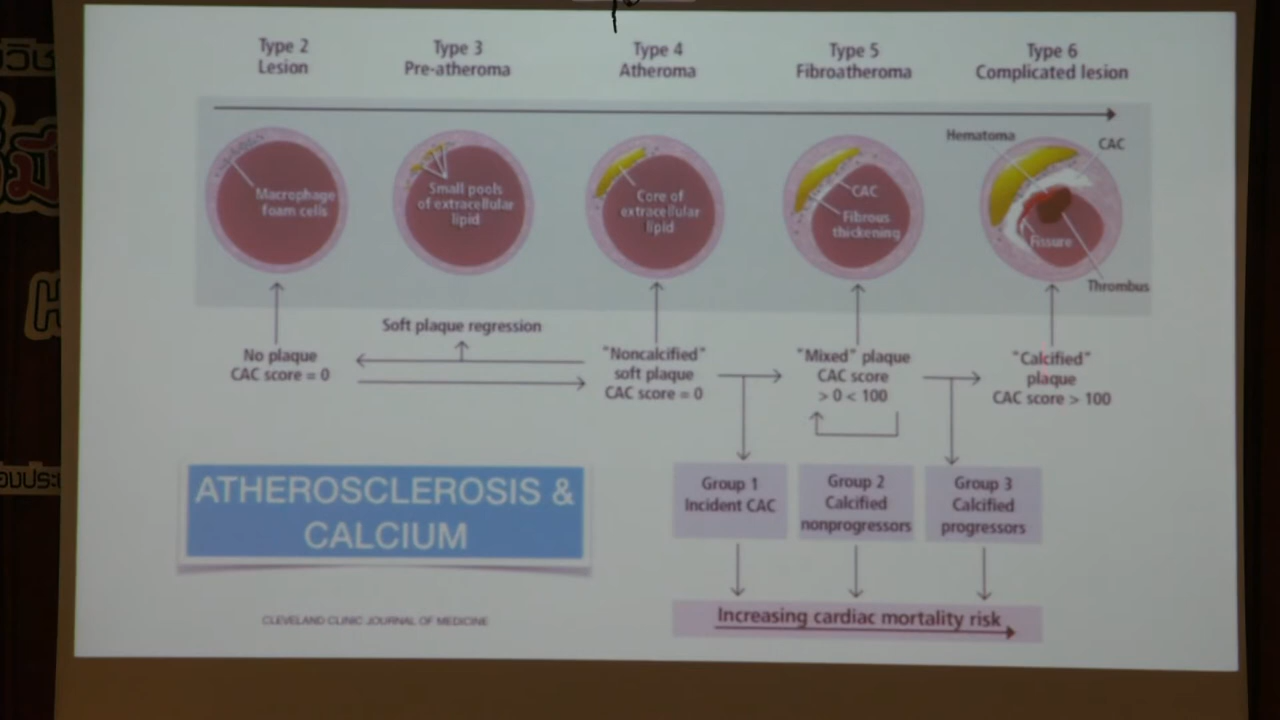 Type 2
Lesion
Type 3
Pre-atheroma
Type 4
Atheroma
Type 5
Fibroatheroma
Type 6
Complicated lesion
Macrophage
foam cells
Small pools
of extracellular
lipid
Core of
extracellular
lipid
CAC
Fibrous
thickening
Hematoma
CAC
Fissure
Thrombus
No plaque
CAC score = 0
Soft plaque regression
"Noncalcified"
soft plaque
CAC score = 0
"Mixed" plaque
CAC score
> 0 < 100
"Calcified"
plaque
CAC score > 100
Group 1
Incident CAC
Group 2
Calcified
nonprogressors
Group 3
Calcified
progressors
Increasing cardiac mortality risk
ATHEROSCLEROSIS &
CALCIUM
CLEVELAND CLINIC JOURNAL OF MEDICINE